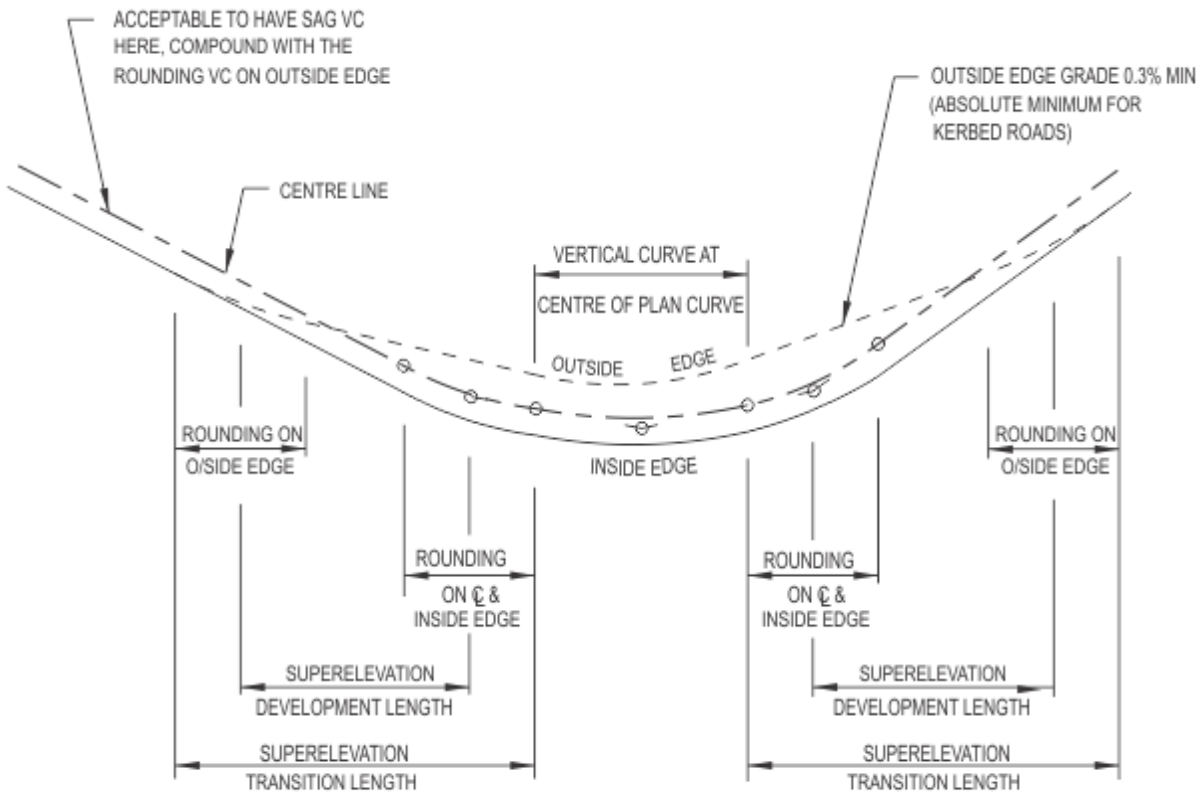 ACCEPTABLE TO HAVE SAG VC
HERE, COMPOUND WITH THE
ROUNDING VC ON OUTSIDE EDGE
OUTSIDE EDGE GRADE 0.3% MIN
(ABSOLUTE MINIMUM FOR
KERBED ROADS)
CENTRE LINE
VERTICAL CURVE AT
CENTRE OF PLAN CURVE
OUTSIDE EDGE
INSIDE EDGE
ROUNDING ON
O/SIDE EDGE
ROUNDING ON
O/SIDE EDGE
ROUNDING
ON ℄ &
INSIDE EDGE
ROUNDING
ON ℄ &
INSIDE EDGE
SUPERELEVATION
DEVELOPMENT LENGTH
SUPERELEVATION
DEVELOPMENT LENGTH
SUPERELEVATION
TRANSITION LENGTH
SUPERELEVATION
TRANSITION LENGTH